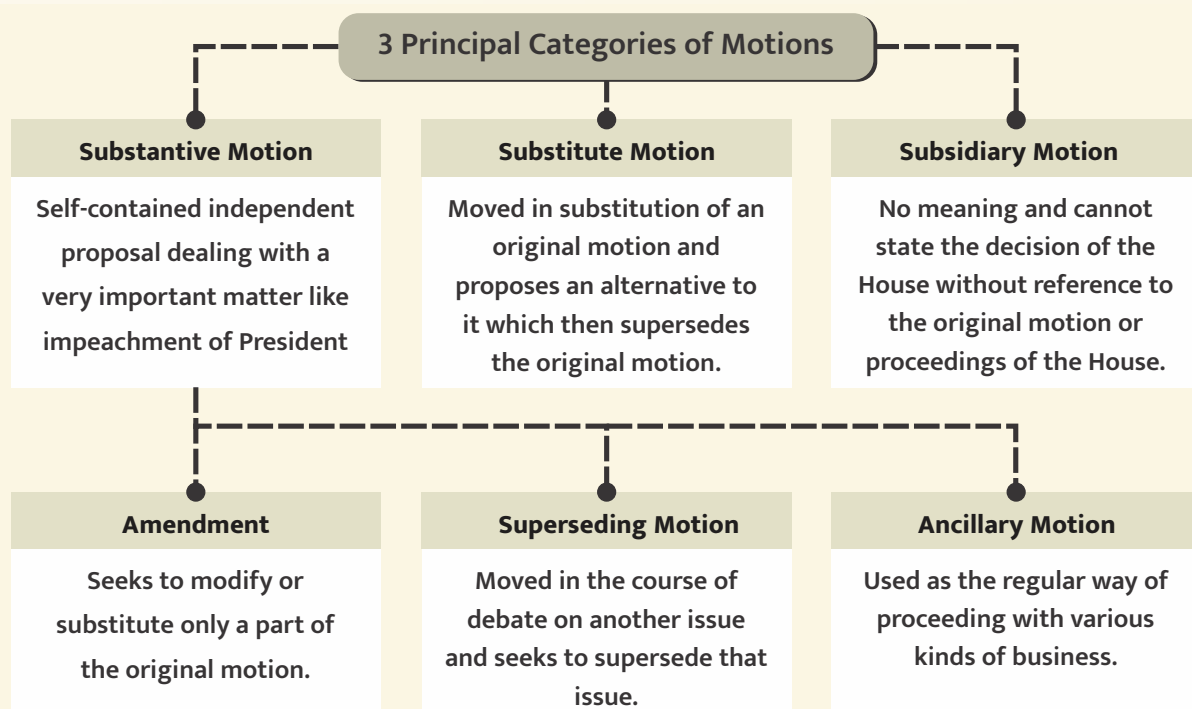 3 Principal Categories of Motions
Substantive Motion
Self-contained independent
proposal dealing with a
very important matter like
impeachment of President
Substitute Motion
Moved in substitution of an
original motion and
proposes an alternative to
it which then supersedes
the original motion.
Subsidiary Motion
No meaning and cannot
state the decision of the
House without reference to
the original motion or
proceedings of the House.
Amendment
Seeks to modify or
substitute only a part of
the original motion.
Superseding Motion
Moved in the course of
debate on another issue
and seeks to supersede that
issue.
Ancillary Motion
Used as the regular way of
proceeding with various
kinds of business.